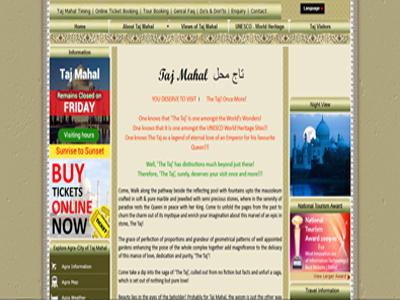 Taj Mahal Timing | Online Ticket Booking | Tour Booking | Genral Faq | Do's & Dont's | Enquiry | Contact
Language
Home
About Taj Mahal
Views of Taj Mahal
UNESCO . World Heritage
Taj Visitors
Information
Taj Mahal
Remains Closed on
FRIDAY
Visiting hours
Sunrise to Sunset
BUY
TICKETS
ONLINE
NOW
Explore Agra-City of Taj Mahal
Agra Information
Agra Map
Agra Weather
Taj Mahal تاج محل
YOU DESERVE TO VISIT ! The Taj! Once More!
One knows that 'The Taj' is one amongst the World's Wonders!
One knows that it is one amongst the UNESCO World Heritage Sites!!
One knows The Taj as a legend of eternal love of an Emperor for his favourite
Queen!!!
Well, 'The Taj' has distinctions much beyond just these!
Therefore, 'The Taj', surely, deserves your visit once and more!!!
Come, Walk along the pathway beside the reflecting pool with fountains upto the mausoleum
crafted in soft & pure marble and jeweled with semi precious stones, where in the serenity of
paradise rests the Queen in peace with her King. Come to unfold the pages from the past to
churn the charm out of its mystique and enrich your imagination about this marvel of an epic in
stone, The Taj!
The grace of perfection of proportions and grandeur of geometrical patterns of well appointed
gardens enhancing the poise of the whole complex together add magnificence to the delicacy
of this manor of love, dedication and purity, "The Taj"!
Come take a dip into the saga of 'The Taj', culled out from no fiction but facts and unfold a saga,
which is set out of nothing but pure love!
Beauty lies in the eyes of the beholder! Probably for Taj Mahal, the axiom is just the other way
Night View
National Tourism Award
National
Tourism
Award (2009-10)
For
Most Innovative use
of Information Technology
View Larger Award
Travel Information